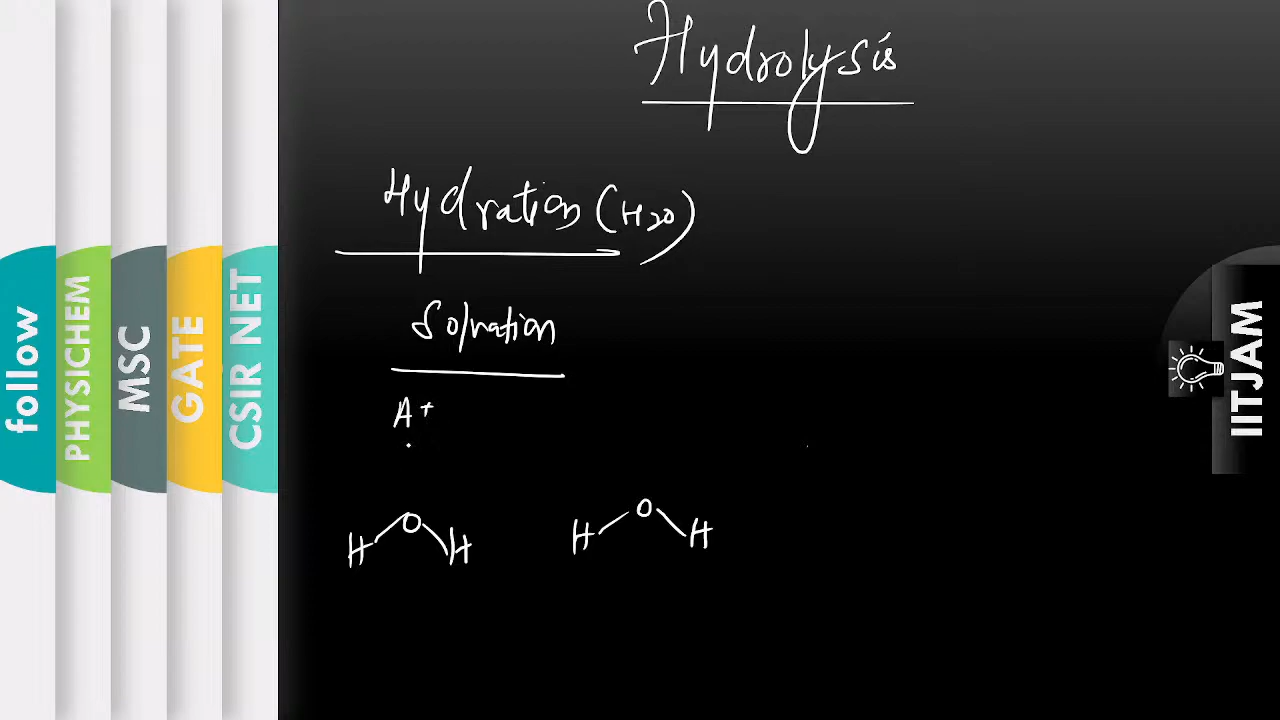 Hydrolysis
Hydration (H2O)
Solvation
A+
H O H
H O H
follow
PHYSICHEM
MSC
GATE
CSIR NET
IITJAM